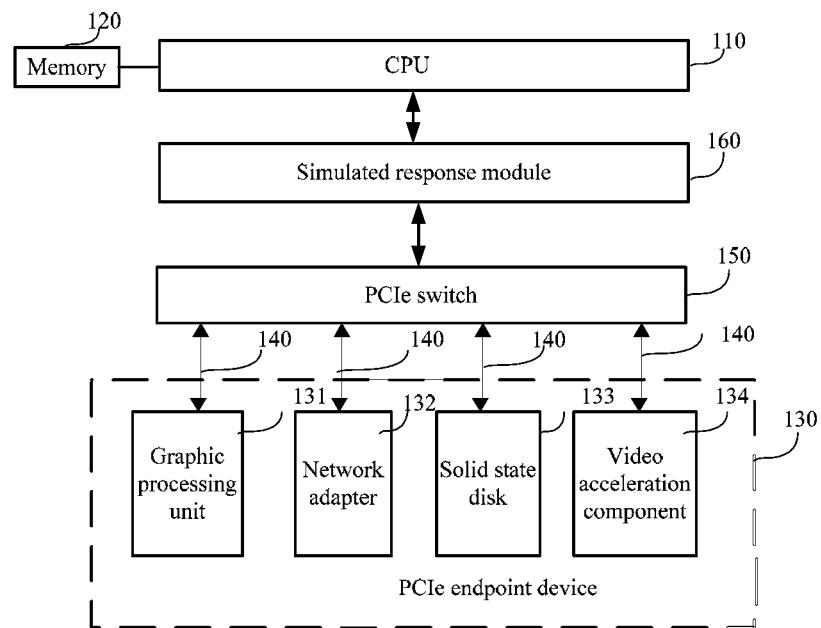 120
Memory
CPU
110
Simulated response module
160
PCIe switch
150
140
140
140
140
131
132
133
134
130
Graphic
processing
unit
Network
adapter
Solid state
disk
Video
acceleration
component
PCIe endpoint device